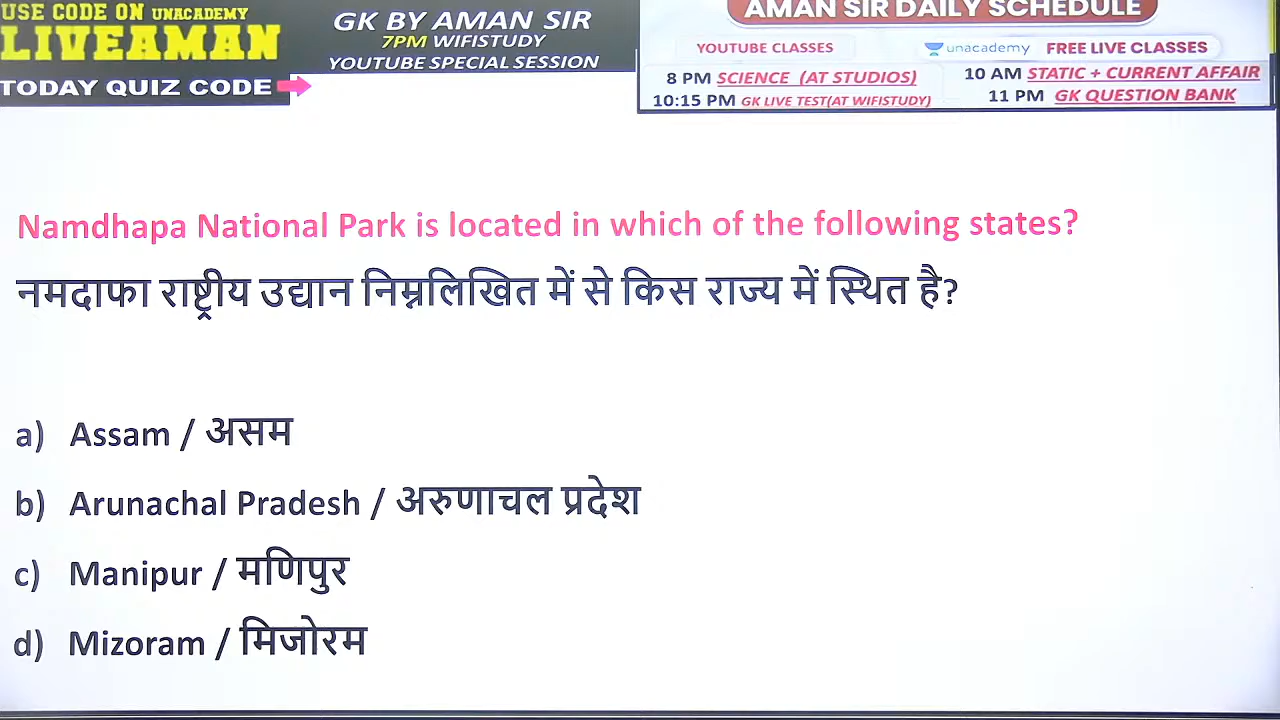 USE CODE ON UNACADEMY
LIVEAMAN
TODAY QUIZ CODE
GK BY AMAN SIR
7PM WIFISTUDY
YOUTUBE SPECIAL SESSION
AMAN SIR DAILY SCHEDULE
YOUTUBE CLASSES
unacademy FREE LIVE CLASSES
8 PM SCIENCE (AT STUDIOS)
10 AM STATIC + CURRENT AFFAIR
10:15 PM GK LIVE TEST(AT WIFISTUDY)
11 PM GK QUESTION BANK
Namdhapa National Park is located in which of the following states?
नमदाफा राष्ट्रीय उद्यान निम्नलिखित में से किस राज्य में स्थित है?
a) Assam / असम
b) Arunachal Pradesh / अरुणाचल प्रदेश
c) Manipur / मणिपुर
d) Mizoram / मिजोरम